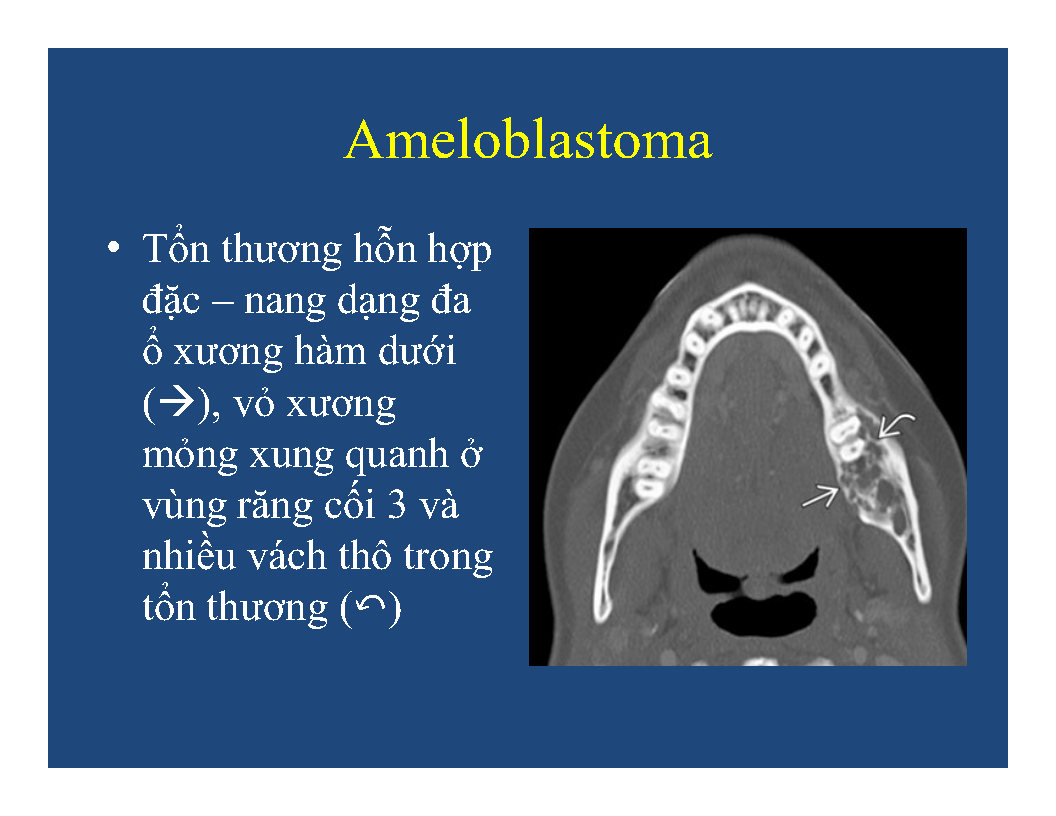 Ameloblastoma
• Tổn thương hỗn hợp
đặc – nang dạng đa
ổ xương hàm dưới
(→), vỏ xương
mỏng xung quanh ở
vùng răng cối 3 và
nhiều vách thô trong
tổn thương (↶)